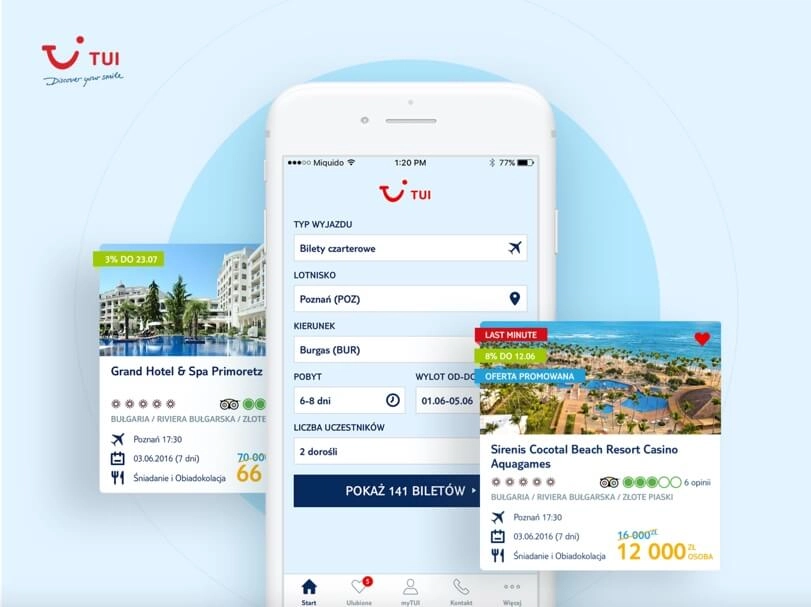 TUI
Discover your smile
Miquido
1:20 PM
77%
TUI
TYP WYJAZDU
Bilety czarterowe
LOTNISKO
Poznań (POZ)
KIERUNEK
Burgas (BUR)
POBYT
WYLOT OD-DO
6-8 dni
01.06-05.06
LICZBA UCZESTNIKÓW
2 dorośli
POKAŻ 141 BILETÓW
Start
5
Ulubione
myTUI
Kontakt
Więcej
3% DO 23.07
Grand Hotel & Spa Primoretz
BUŁGARIA / RIVIERA BUŁGARSKA / ZŁOTE
Poznań 17:30
03.06.2016 (7 dni)
70 00
Śniadanie i Obiadokolacja
66
LAST MINUTE
8% DO 12.06
OFERTA PROMOWANA
Sirenis Cocotal Beach Resort Casino
Aquagames
6 opinii
BUŁGARIA / RIVIERA BUŁGARSKA / ZŁOTE PIASKI
Poznań 17:30
03.06.2016 (7 dni)
16 000 ZŁ
Śniadanie i Obiadokolacja
12 000 ZŁ OSOBA